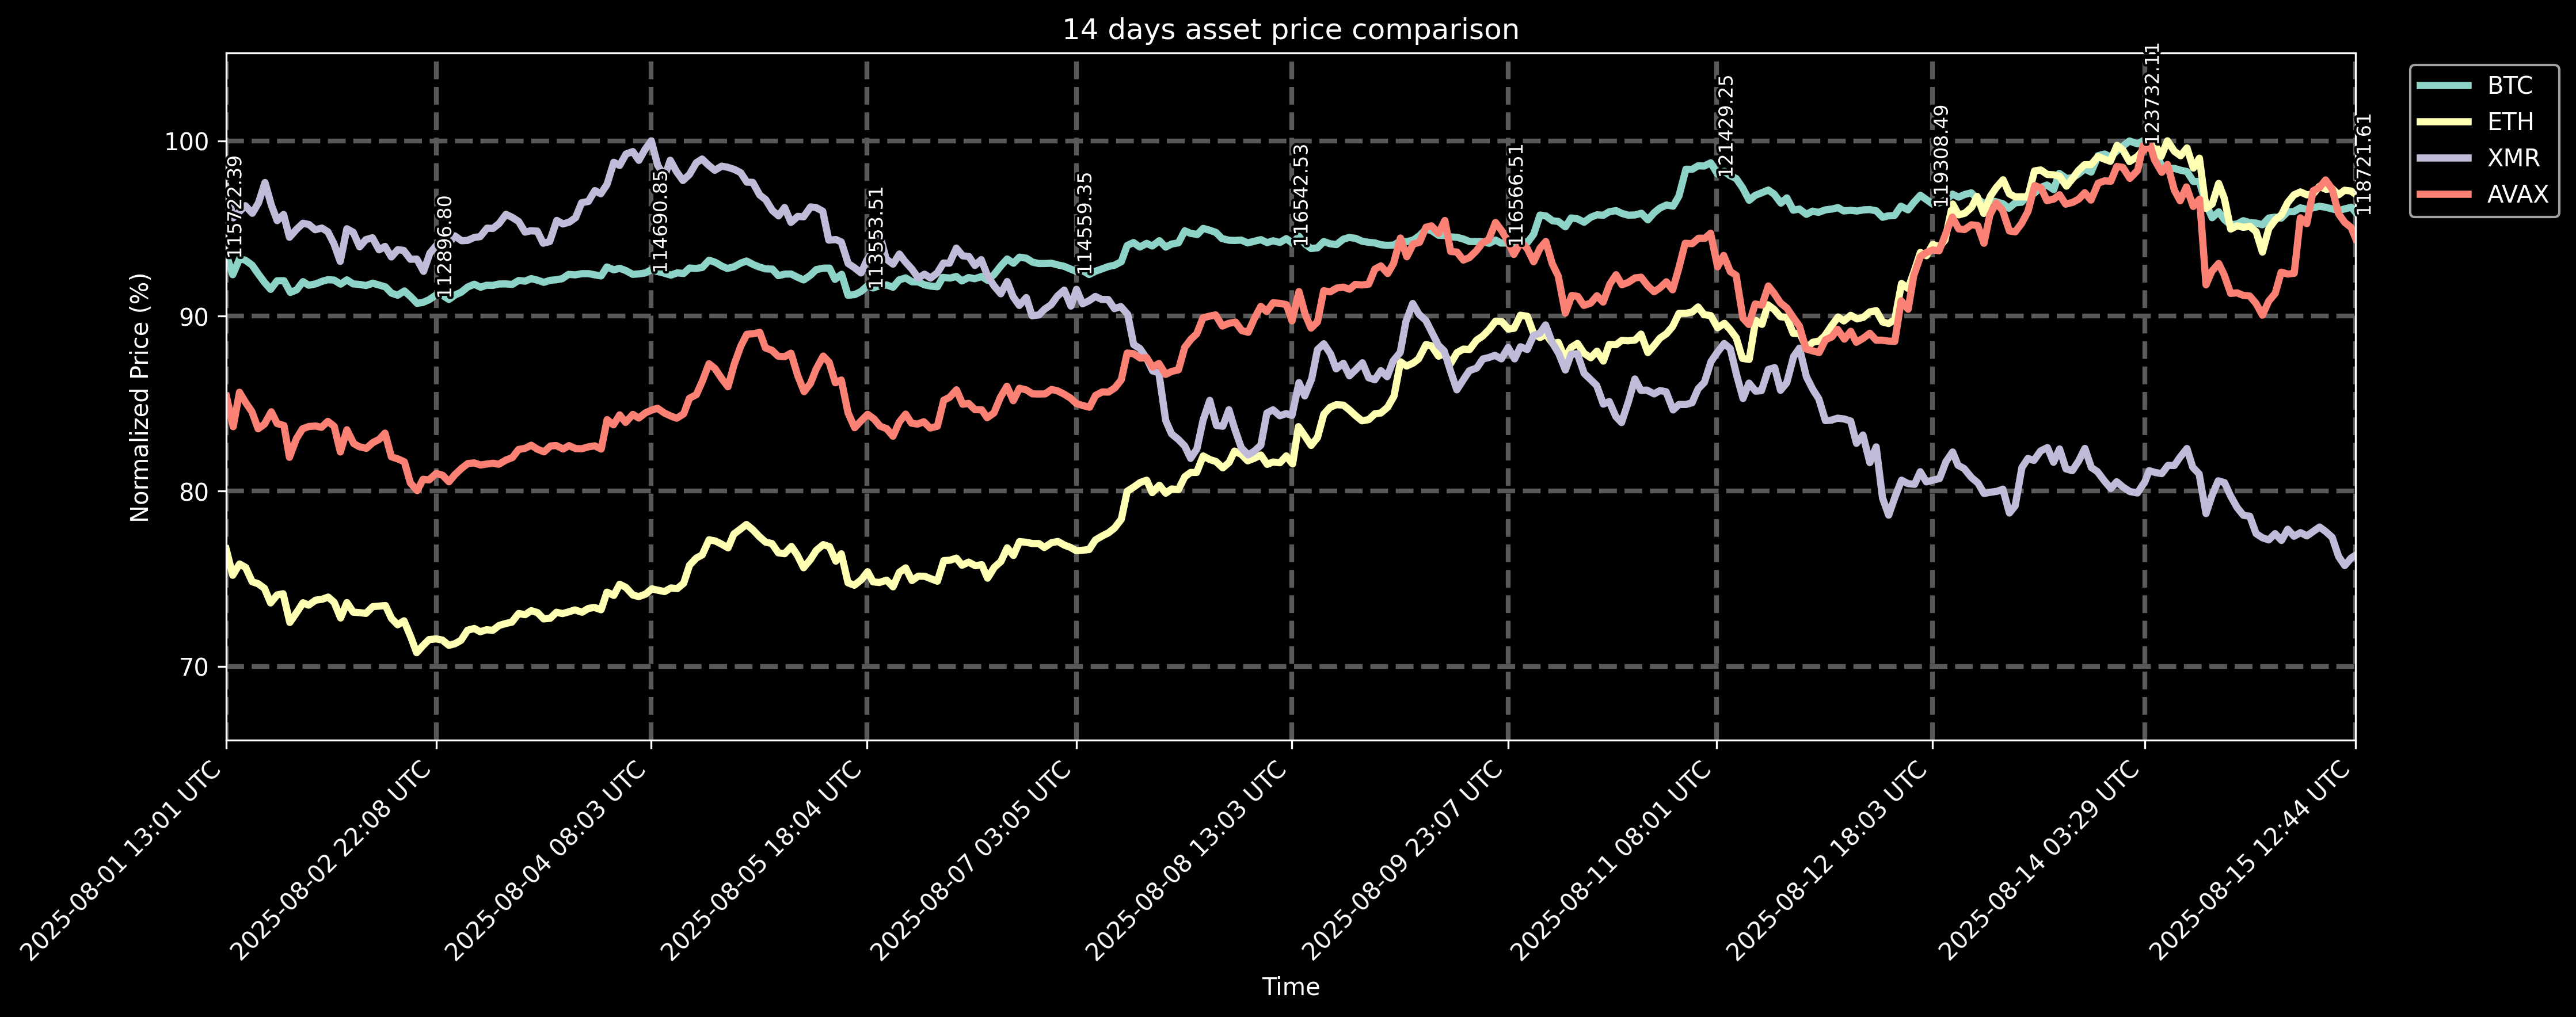 14 days asset price comparison
BTC
ETH
XMR
AVAX
Normalized Price (%)
100
90
80
70
115722.39
112896.80
114690.85
113553.51
114559.35
116542.53
116566.51
121429.25
119308.49
123732.11
118721.61
2025-08-01 13:01 UTC
2025-08-02 22:08 UTC
2025-08-04 08:03 UTC
2025-08-05 18:04 UTC
2025-08-07 03:05 UTC
2025-08-08 13:03 UTC
2025-08-09 23:07 UTC
2025-08-11 08:01 UTC
2025-08-12 18:03 UTC
2025-08-14 03:29 UTC
2025-08-15 12:44 UTC
Time